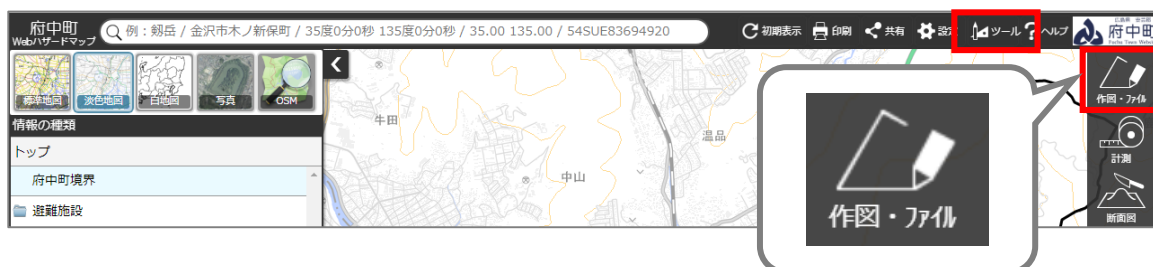 府中町
Webハザードマップ
例：剱岳 / 金沢市木ノ新保町 / 35度0分0秒 135度0分0秒 / 35.00 135.00 / 54SUE83694920
初期表示
印刷
共有
ツール
ヘルプ
府中町
標準地図
淡色地図
白地図
写真
OSM
情報の種類
トップ
府中町境界
避難施設
牛田
中山
温品
作図・ファイル
計測
断面図
作図・ファイル